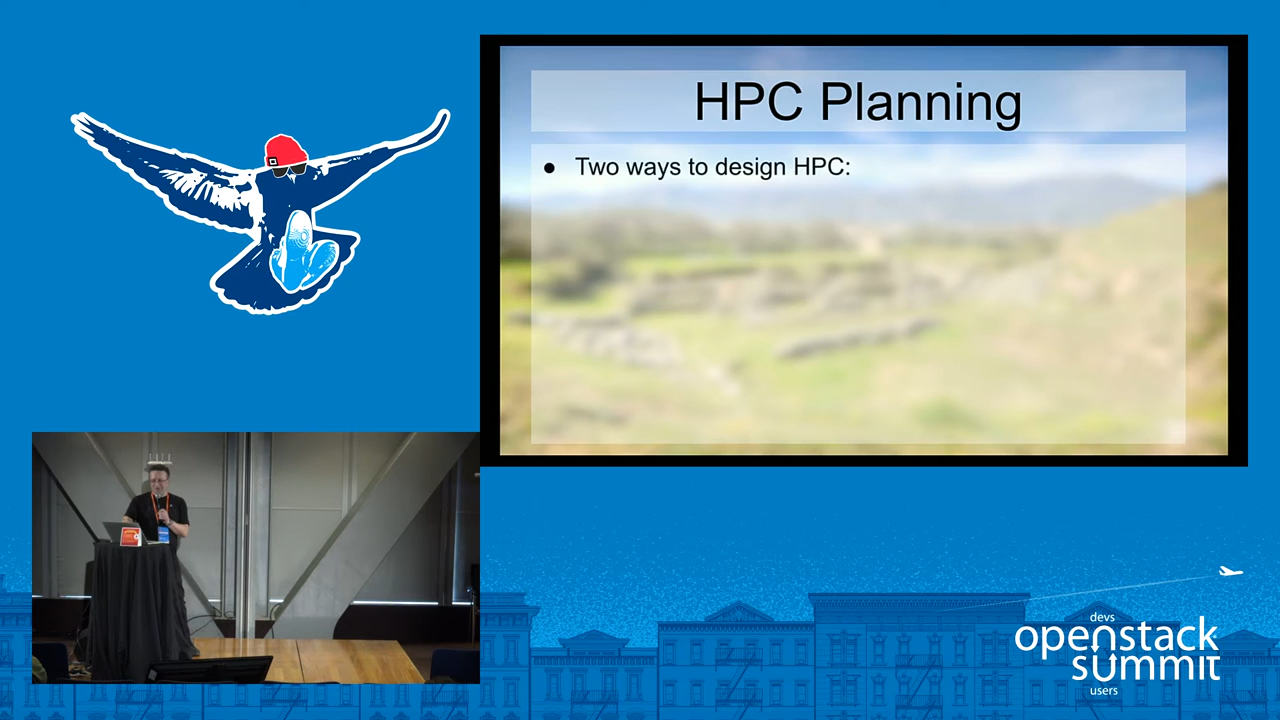 HPC Planning
● Two ways to design HPC:
devs
openstack
summit
users